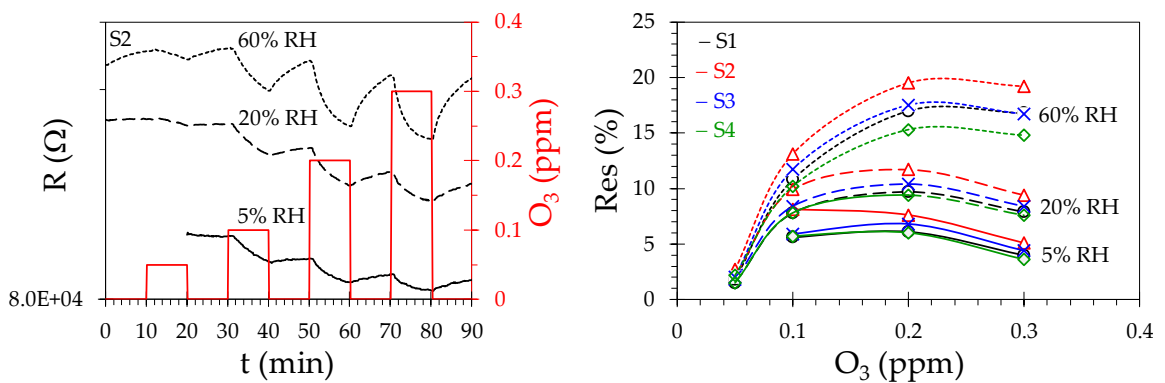 S2
60% RH
20% RH
5% RH
R (Ω)
8.0E+04
0 10 20 30 40 50 60 70 80 90
t (min)
0.4
0.3
0.2
0.1
0
O3 (ppm)
– S1
– S2
– S3
– S4
60% RH
20% RH
5% RH
Res (%)
25
20
15
10
5
0
0 0.1 0.2 0.3 0.4
O3 (ppm)